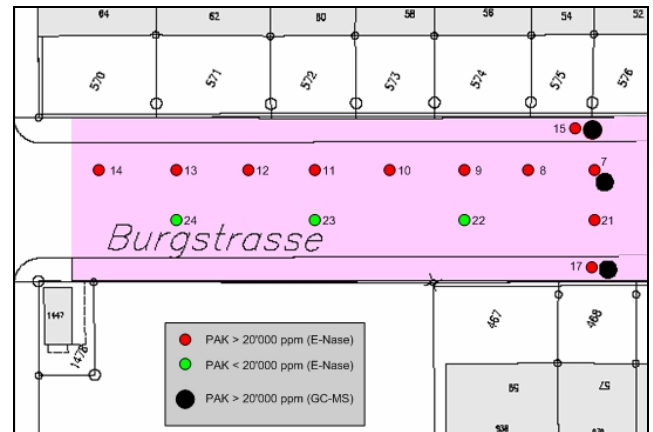 64 62 60 58 56 54 52
570 571 572 573 574 575 576
15
14 13 12 11 10 9 8 7
24 23 22 21
Burgstrasse
17
1447
1478
467 468
PAK > 20'000 ppm (E-Nase)
PAK < 20'000 ppm (E-Nase)
PAK > 20'000 ppm (GC-MS)
57